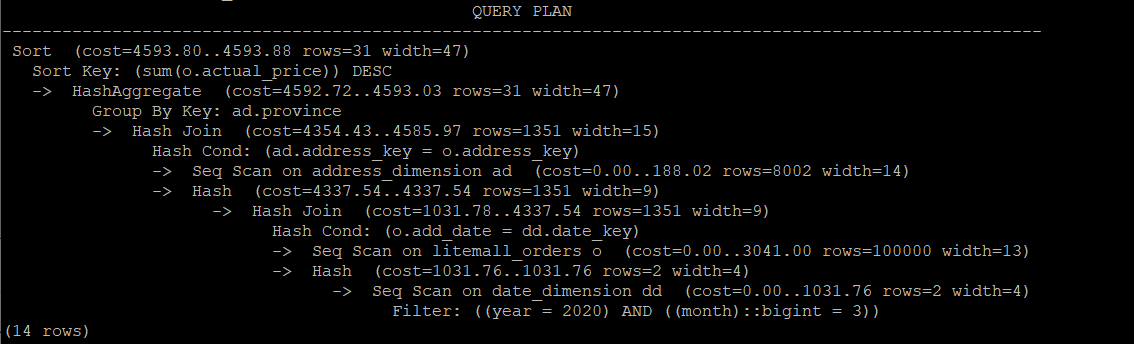 QUERY PLAN
--------------------------------------------------------------------------------------------------------
Sort  (cost=4593.80..4593.88 rows=31 width=47)
  Sort Key: (sum(o.actual_price)) DESC
  ->  HashAggregate  (cost=4592.72..4593.03 rows=31 width=47)
        Group By Key: ad.province
        ->  Hash Join  (cost=4354.43..4585.97 rows=1351 width=15)
              Hash Cond: (ad.address_key = o.address_key)
              ->  Seq Scan on address_dimension ad  (cost=0.00..188.02 rows=8002 width=14)
              ->  Hash  (cost=4337.54..4337.54 rows=1351 width=9)
                    ->  Hash Join  (cost=1031.78..4337.54 rows=1351 width=9)
                          Hash Cond: (o.add_date = dd.date_key)
                          ->  Seq Scan on litemall_orders o  (cost=0.00..3041.00 rows=100000 width=13)
                          ->  Hash  (cost=1031.76..1031.76 rows=2 width=4)
                                ->  Seq Scan on date_dimension dd  (cost=0.00..1031.76 rows=2 width=4)
                                      Filter: ((year = 2020) AND ((month)::bigint = 3))
(14 rows)